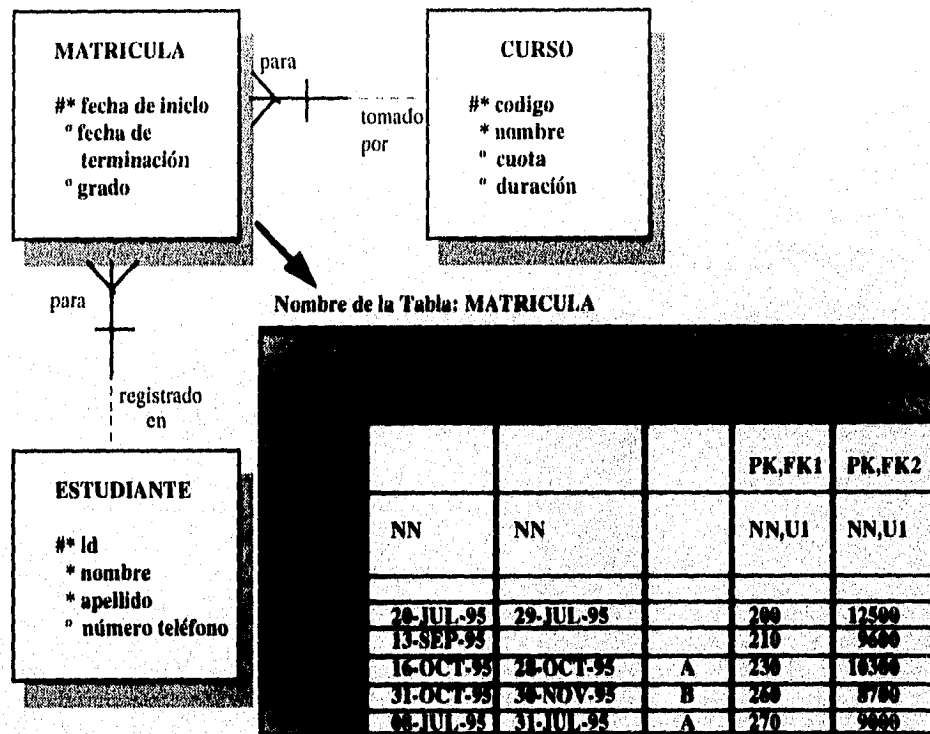 MATRICULA
#* fecha de inicio
º fecha de
terminación
º grado
para
CURSO
#* codigo
* nombre
º cuota
º duración
tomado
por
para
registrado
en
ESTUDIANTE
#* Id
* nombre
* apellido
º número teléfono
Nombre de la Tabla: MATRICULA
PK,FK1 PK,FK2
NN NN NN,U1 NN,U1
20-JUL-95 29-JUL-95 200 12500
13-SEP-95 210 9600
16-OCT-95 28-OCT-95 A 230 10300
31-OCT-95 30-NOV-95 B 260 8700
08-JUL-95 31-JUL-95 A 270 9000